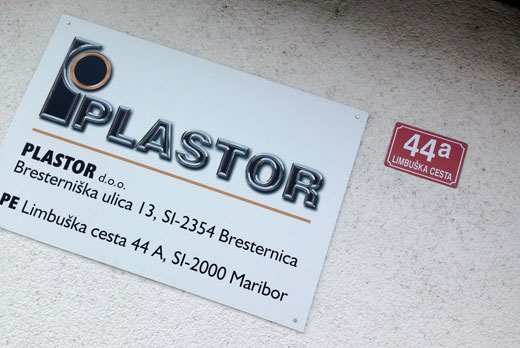 PLASTOR
PLASTOR d.o.o.
Bresterniška ulica 13, SI-2354 Bresternica
PE Limbuška cesta 44 A, SI-2000 Maribor
44a
LIMBUŠKA CESTA